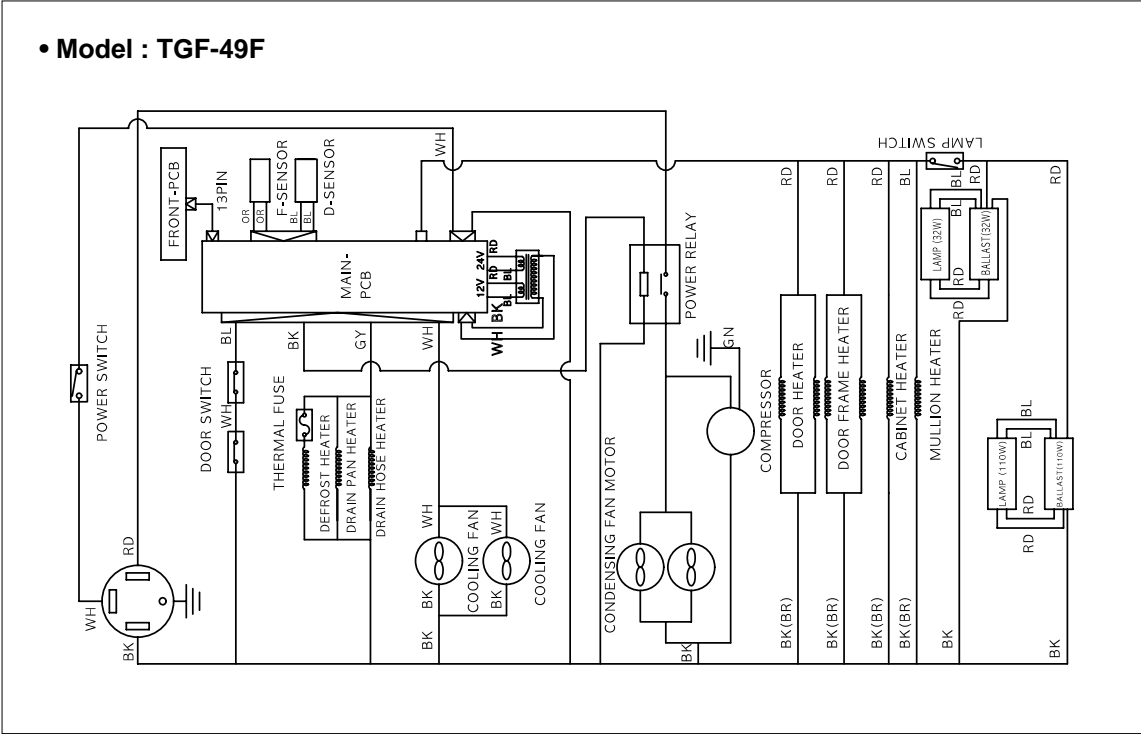 • Model : TGF-49F
LAMP SWITCH
WH
FRONT-PCB
13PIN
OR
OR
F-SENSOR
BL
BL
D-SENSOR
RD
RD
RD
BL
BL
RD
RD
LAMP (32W)
BL
BALLAST(32W)
RD
RD
MAIN-
PCB
12V
24V
RD
RD
BL
BL
WH
BK
POWER RELAY
GN
POWER SWITCH
BL
BK
GY
WH
DOOR SWITCH
WH
THERMAL FUSE
DEFROST HEATER
DRAIN PAN HEATER
DRAIN HOSE HEATER
COMPRESSOR
DOOR HEATER
DOOR FRAME HEATER
CABINET HEATER
MULLION HEATER
BL
BL
LAMP (110W)
BALLAST(110W)
RD
RD
WH
WH
COOLING FAN
COOLING FAN
BK
BK
BK
CONDENSING FAN MOTOR
BK
RD
WH
BK
BK(BR)
BK(BR)
BK(BR)
BK(BR)
BK
BK